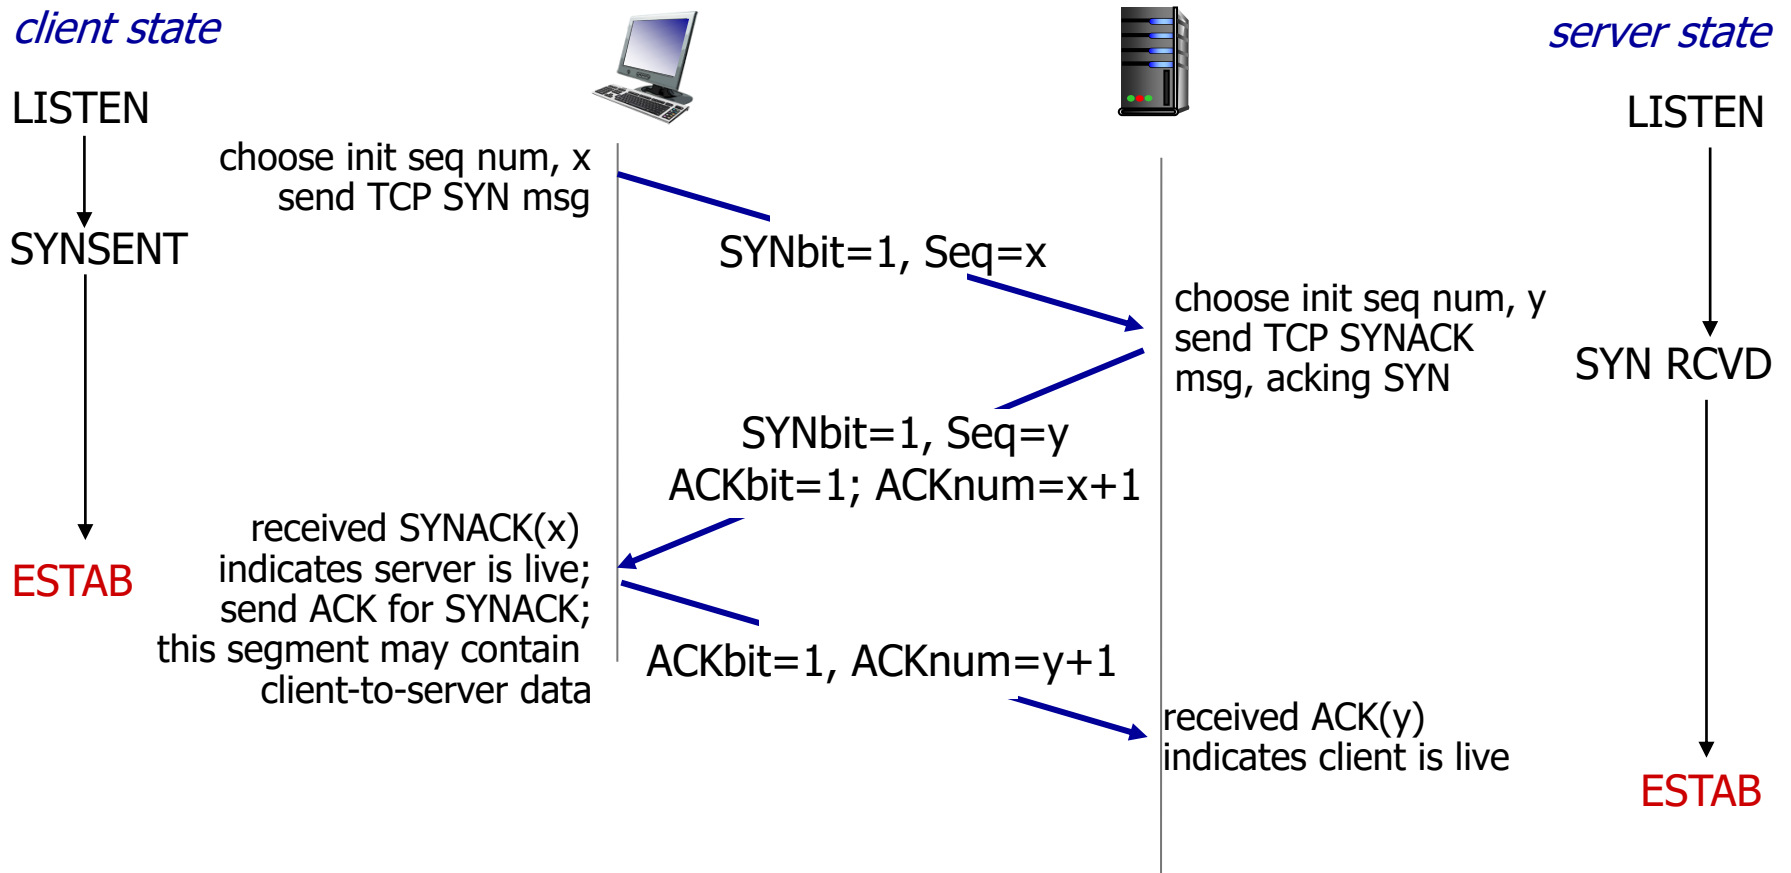 client state
server state
LISTEN
LISTEN
choose init seq num, x
send TCP SYN msg
SYNSENT
SYNbit=1, Seq=x
choose init seq num, y
send TCP SYNACK
msg, acking SYN
SYN RCVD
SYNbit=1, Seq=y
ACKbit=1; ACKnum=x+1
received SYNACK(x)
indicates server is live;
send ACK for SYNACK;
this segment may contain
client-to-server data
ESTAB
ACKbit=1, ACKnum=y+1
received ACK(y)
indicates client is live
ESTAB